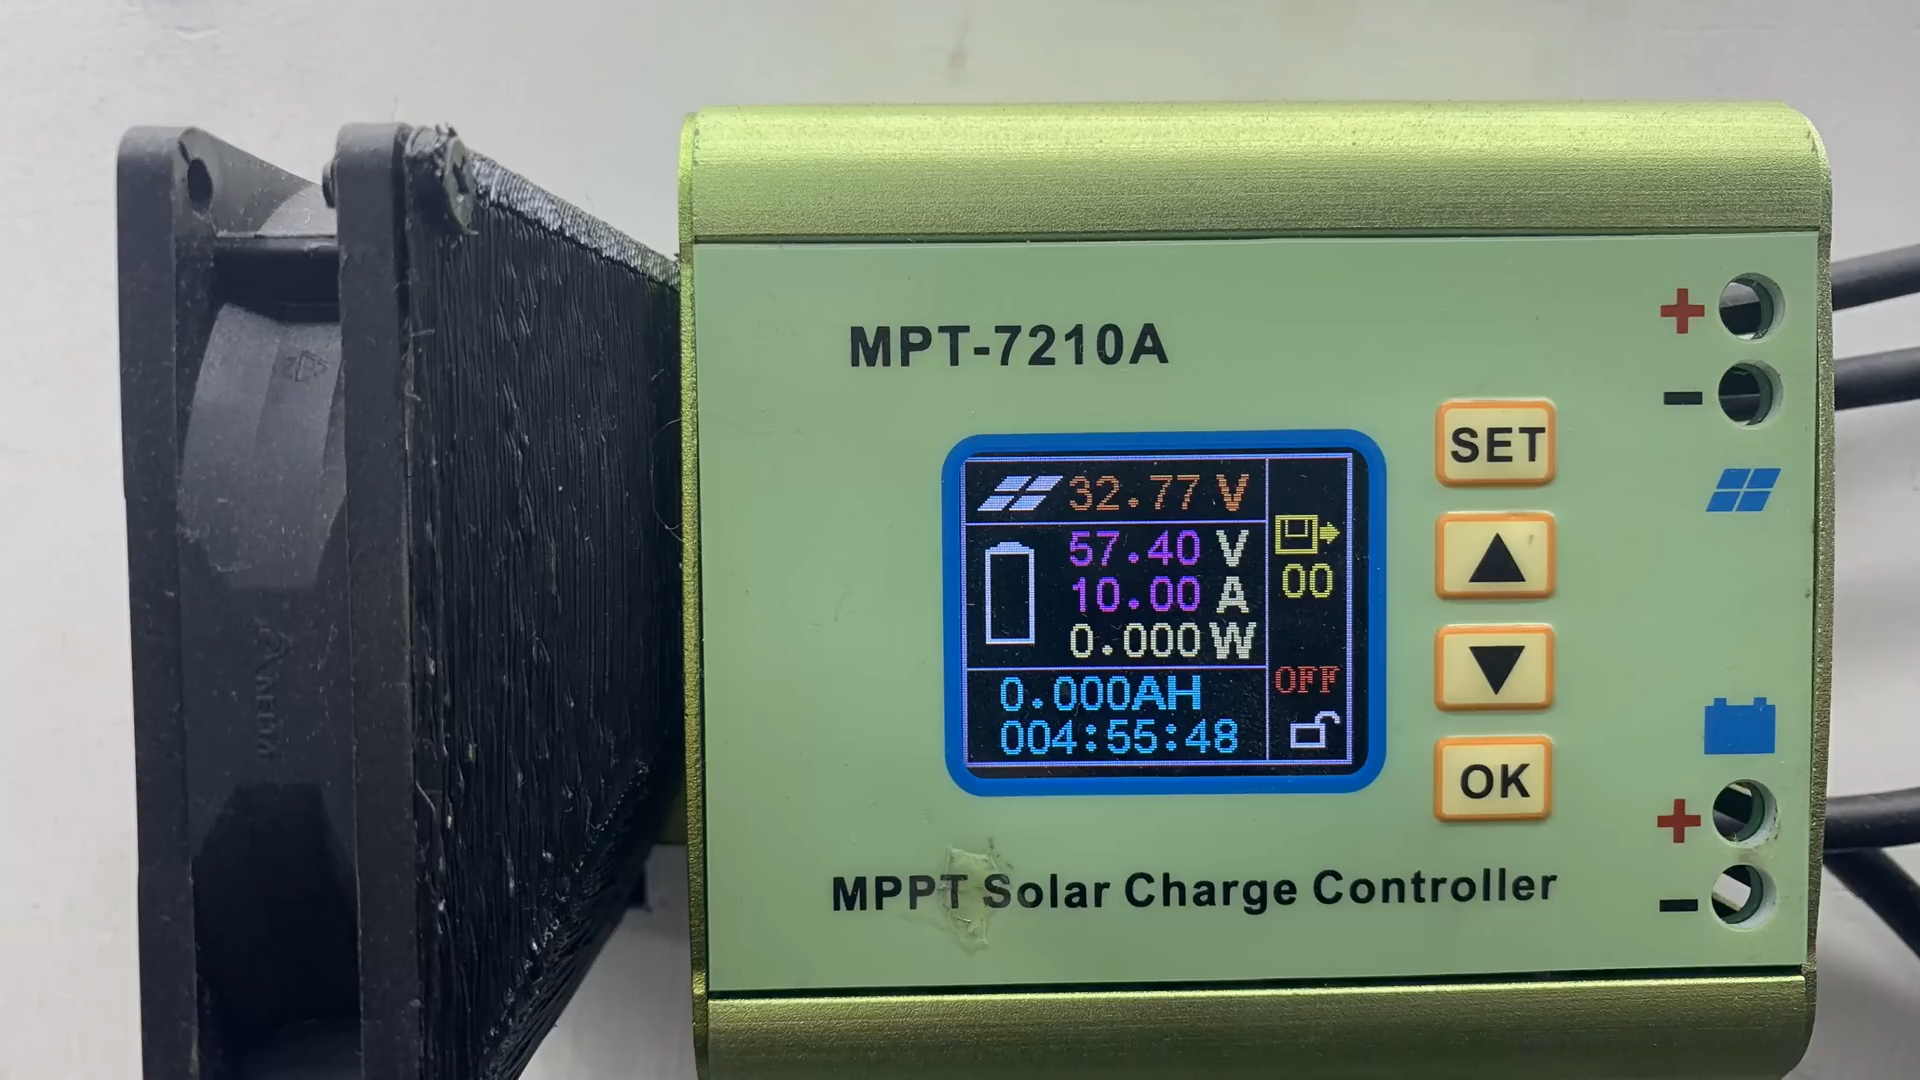 MPT-7210A
32.77 V
57.40 V
10.00 A
0.000W
0.000AH
004:55:48
00
OFF
SET
OK
+
-
+
-
MPPT Solar Charge Controller